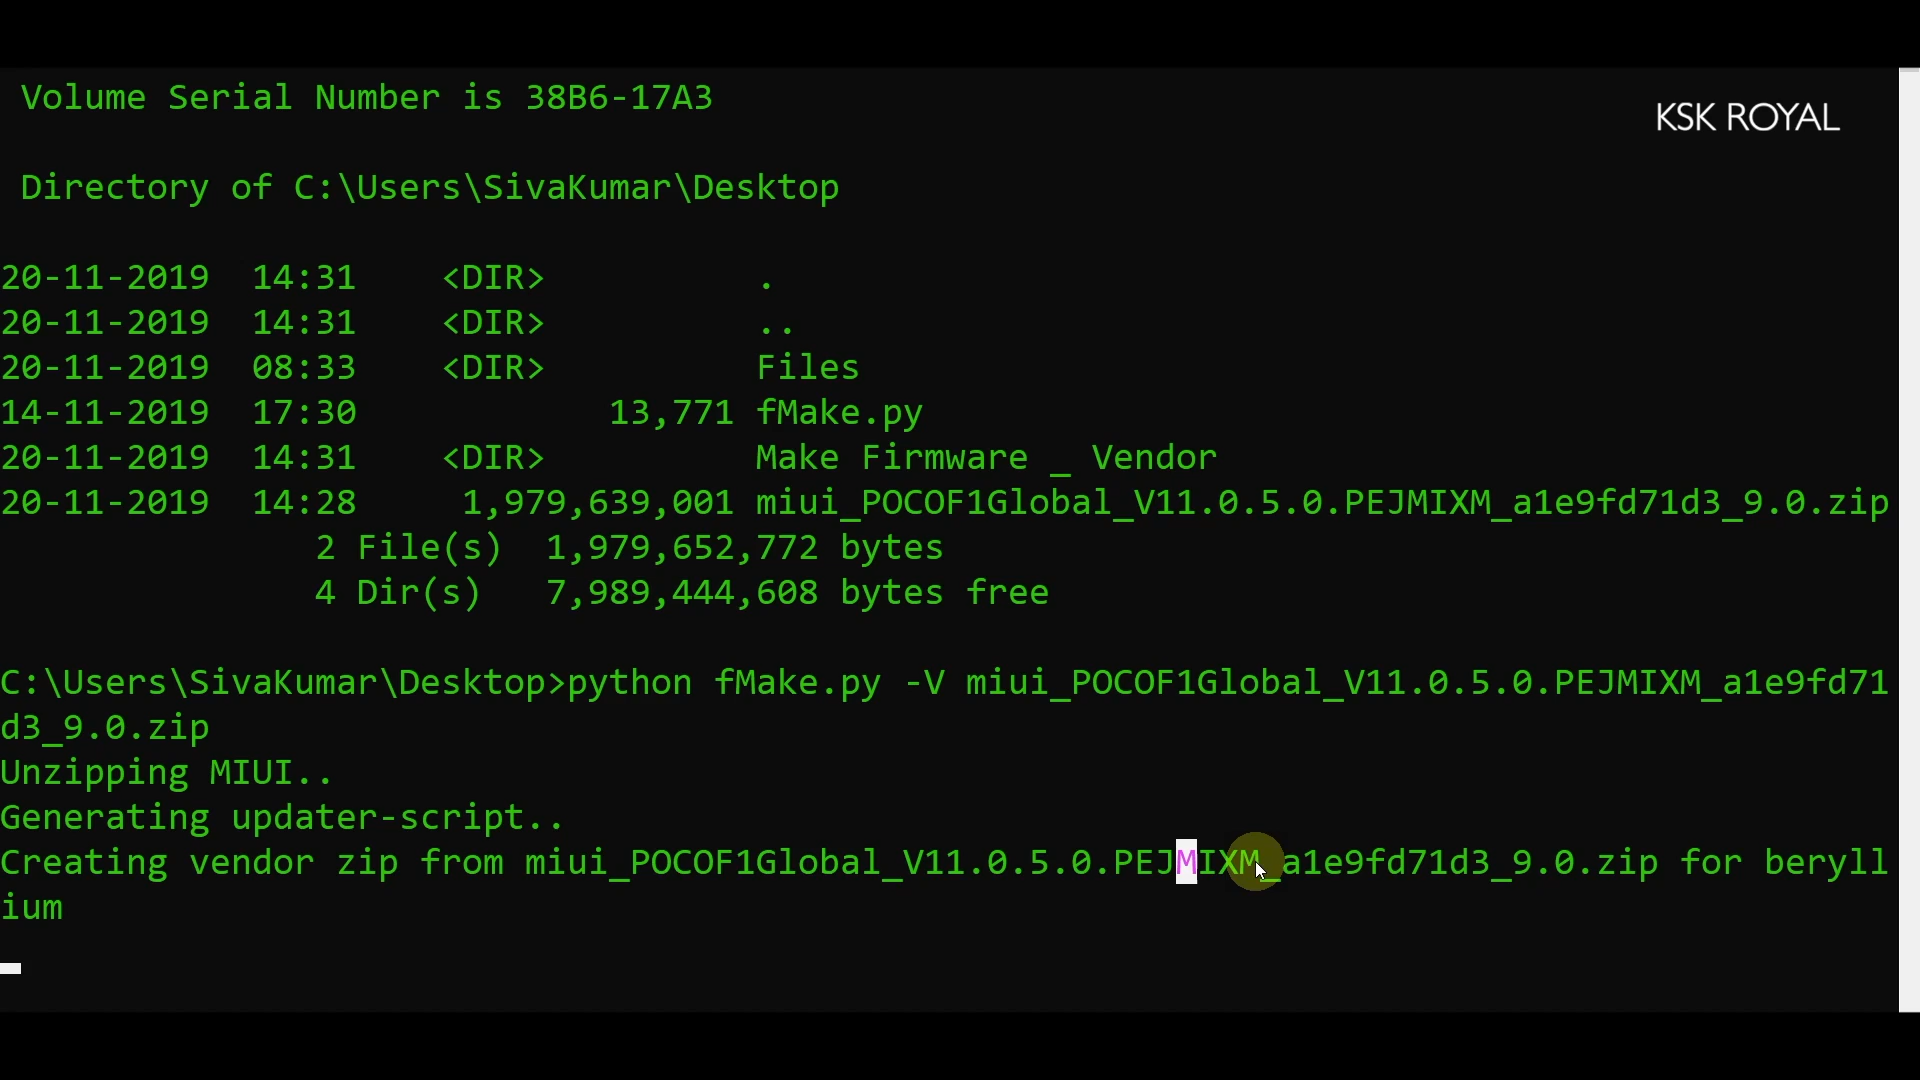 Volume Serial Number is 38B6-17A3
KSK ROYAL
Directory of C:\Users\SivaKumar\Desktop
20-11-2019  14:31    <DIR>          .
20-11-2019  14:31    <DIR>          ..
20-11-2019  08:33    <DIR>          Files
14-11-2019  17:30            13,771 fMake.py
20-11-2019  14:31    <DIR>          Make Firmware _ Vendor
20-11-2019  14:28     1,979,639,001 miui_POCOF1Global_V11.0.5.0.PEJMIXM_a1e9fd71d3_9.0.zip
2 File(s)  1,979,652,772 bytes
4 Dir(s)   7,989,444,608 bytes free
C:\Users\SivaKumar\Desktop>python fMake.py -V miui_POCOF1Global_V11.0.5.0.PEJMIXM_a1e9fd71
d3_9.0.zip
Unzipping MIUI..
Generating updater-script..
Creating vendor zip from miui_POCOF1Global_V11.0.5.0.PEJMIXM_a1e9fd71d3_9.0.zip for beryll
ium